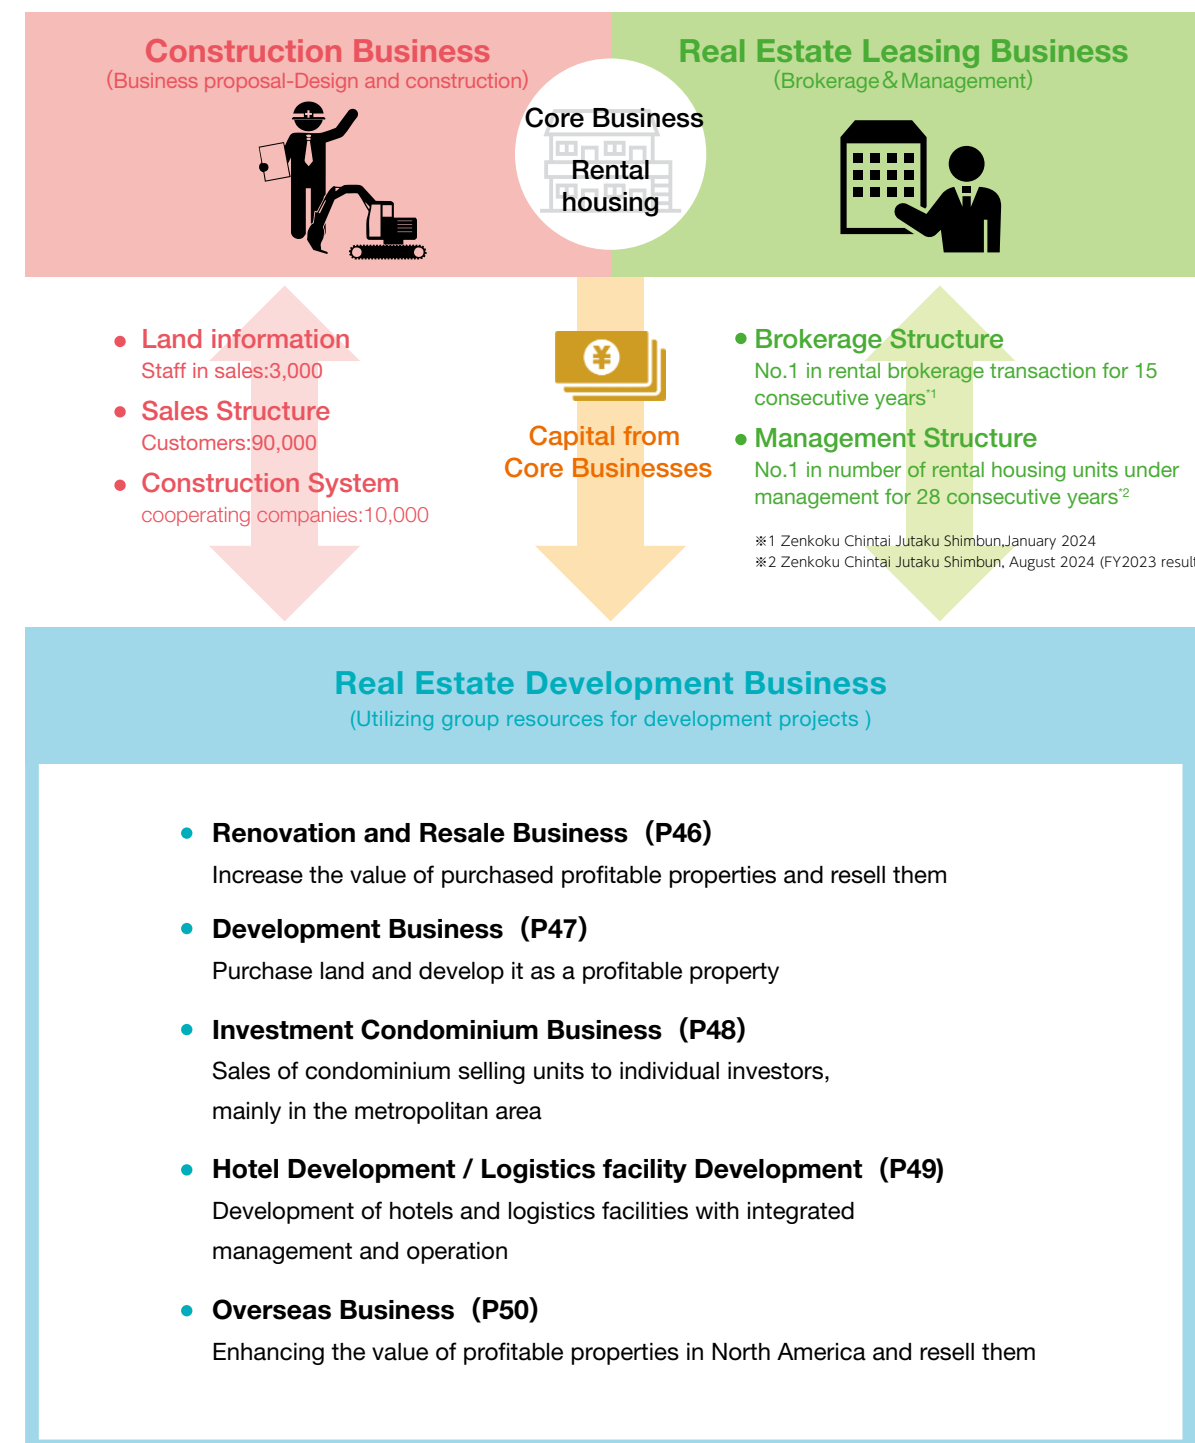 Construction Business
(Business proposal-Design and construction)
Real Estate Leasing Business
(Brokerage&Management)
Core Business
Rental
housing
● Land information
Staff in sales:3,000
● Sales Structure
Customers:90,000
● Construction System
cooperating companies:10,000
¥
Capital from
Core Businesses
● Brokerage Structure
No.1 in rental brokerage transaction for 15
consecutive years*1
● Management Structure
No.1 in number of rental housing units under
management for 28 consecutive years*2
※1 Zenkoku Chintai Jutaku Shimbun,January 2024
※2 Zenkoku Chintai Jutaku Shimbun, August 2024 (FY2023 result
Real Estate Development Business
(Utilizing group resources for development projects )
● Renovation and Resale Business（P46）
Increase the value of purchased profitable properties and resell them
● Development Business（P47）
Purchase land and develop it as a profitable property
● Investment Condominium Business（P48）
Sales of condominium selling units to individual investors,
mainly in the metropolitan area
● Hotel Development / Logistics facility Development（P49）
Development of hotels and logistics facilities with integrated
management and operation
● Overseas Business（P50）
Enhancing the value of profitable properties in North America and resell them